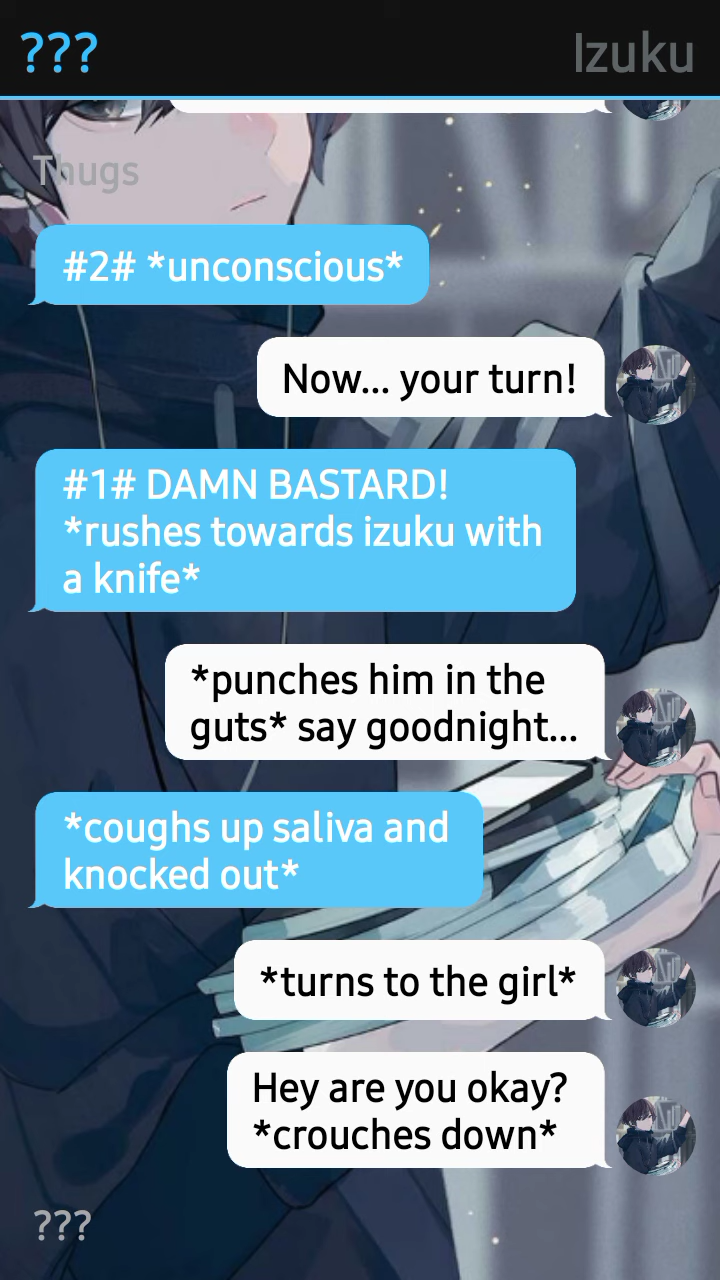 ???
Izuku
Thugs
#2# *unconscious*
Now... your turn!
#1# DAMN BASTARD!
*rushes towards izuku with
a knife*
*punches him in the
guts* say goodnight...
*coughs up saliva and
knocked out*
*turns to the girl*
Hey are you okay?
*crouches down*
???